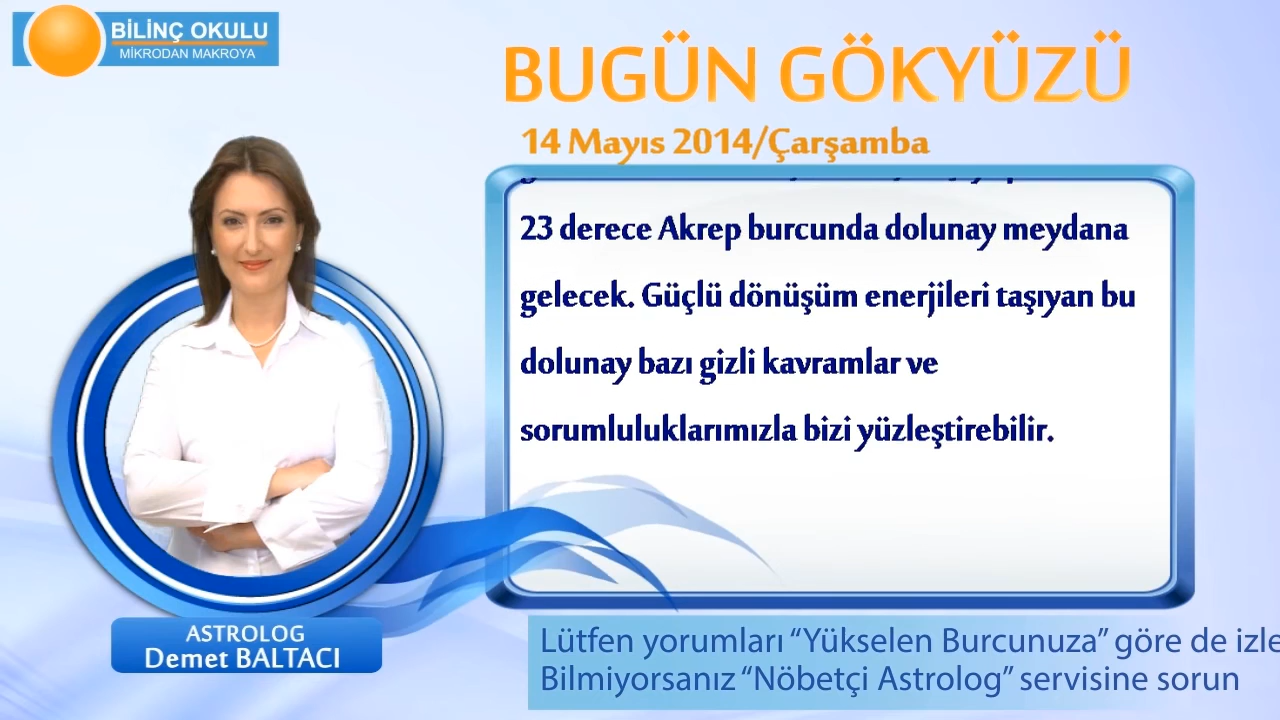 BİLİNÇ OKULU
MİKRODAN MAKROYA
BUGÜN GÖKYÜZÜ
14 Mayıs 2014/Çarşamba
23 derece Akrep burcunda dolunay meydana
gelecek. Güçlü dönüşüm enerjileri taşıyan bu
dolunay bazı gizli kavramlar ve
sorumluluklarımızla bizi yüzleştirebilir.
ASTROLOG
Demet BALTACI
Lütfen yorumları “Yükselen Burcunuza” göre de izle
Bilmiyorsanız “Nöbetçi Astrolog” servisine sorun